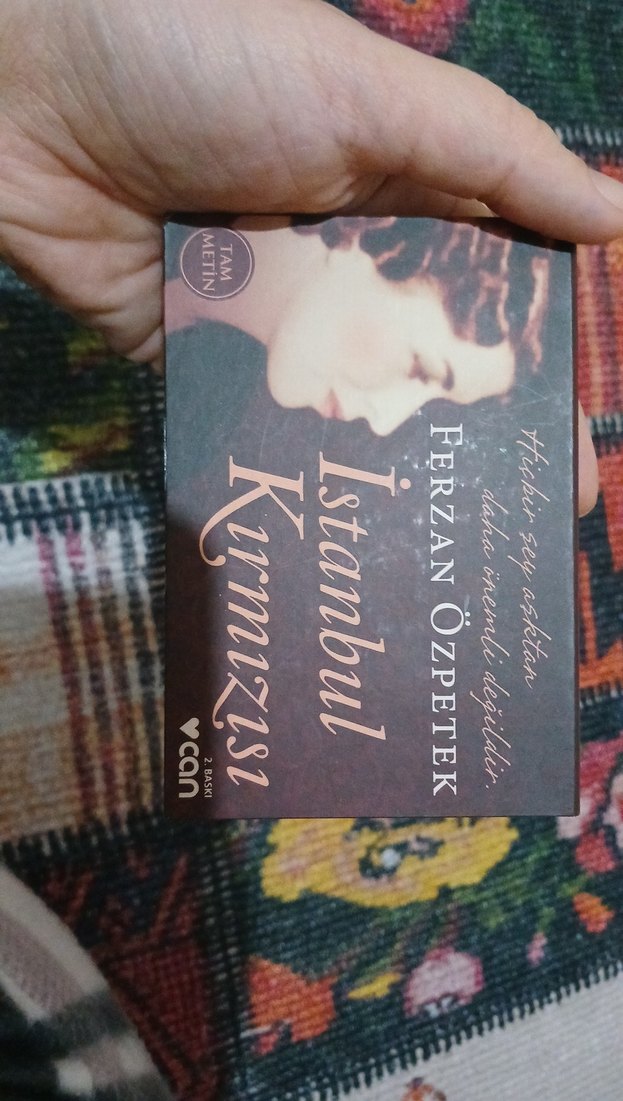 Hiçbir şey aşktan
daha önemli değildir.
FERZAN ÖZPETEK
İstanbul
Kırmızısı
TAM
METİN
2. BASKI
can